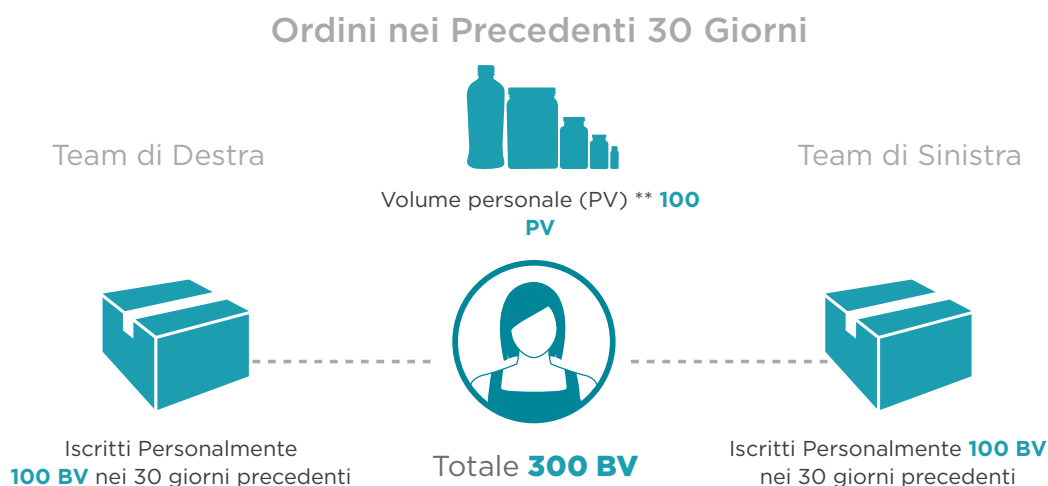 Ordini nei Precedenti 30 Giorni
Team di Destra
Team di Sinistra
Volume personale (PV) ** 100
PV
Iscritti Personalmente
100 BV nei 30 giorni precedenti
Totale 300 BV
Iscritti Personalmente 100 BV
nei 30 giorni precedenti